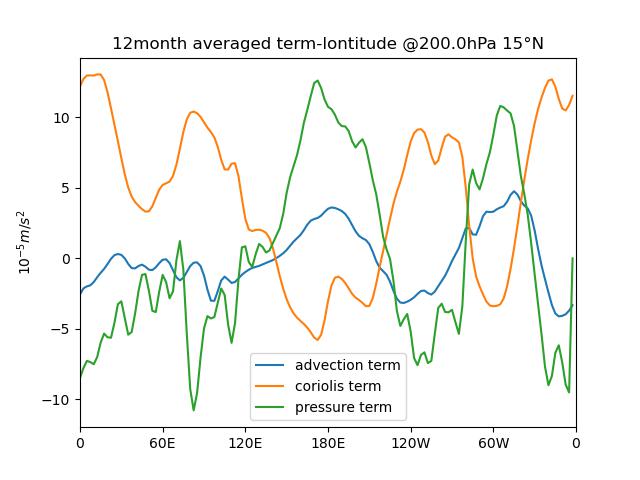 12month averaged term-lontitude @200.0hPa 15°N
10⁻⁵m/s²
10
5
0
−5
−10
advection term
coriolis term
pressure term
0 60E 120E 180E 120W 60W 0